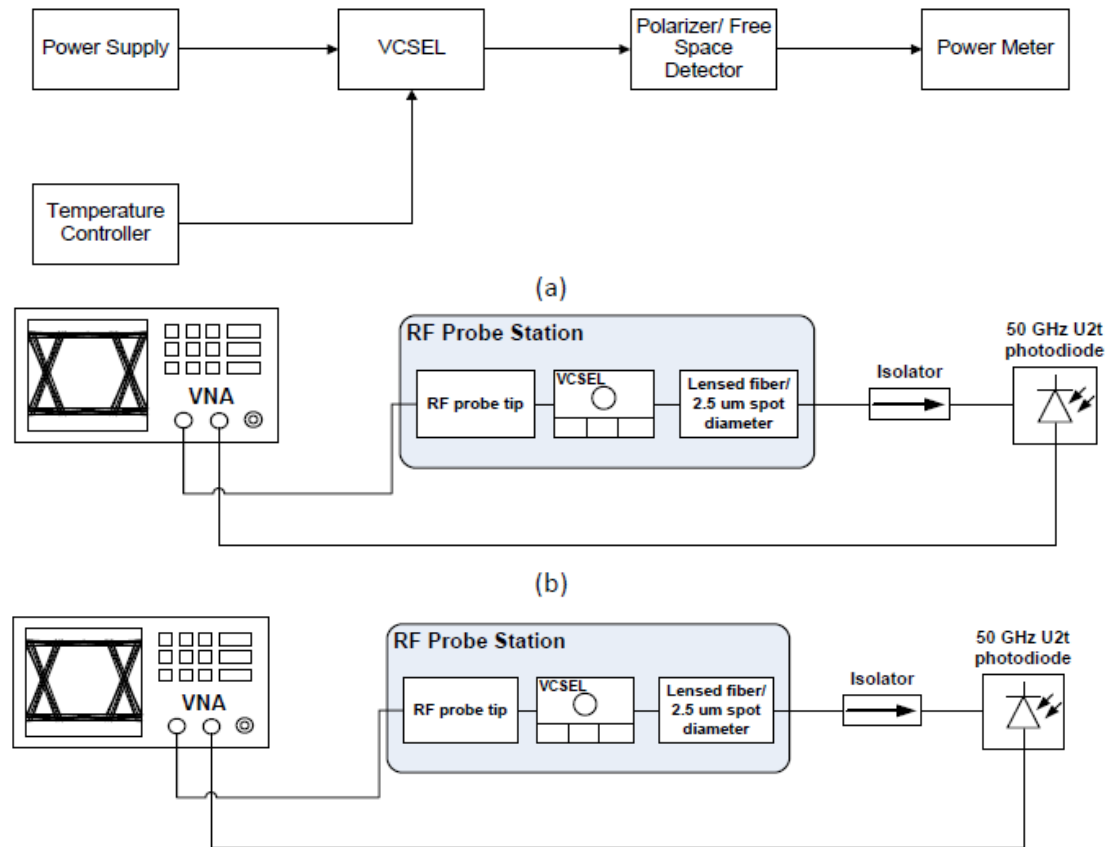 Power Supply
VCSEL
Polarizer/ Free
Space
Detector
Power Meter
Temperature
Controller
(a)
RF Probe Station
50 GHz U2t
photodiode
VNA
RF probe tip
VCSEL
Lensed fiber/
2.5 um spot
diameter
Isolator
(b)
RF Probe Station
50 GHz U2t
photodiode
VNA
RF probe tip
VCSEL
Lensed fiber/
2.5 um spot
diameter
Isolator